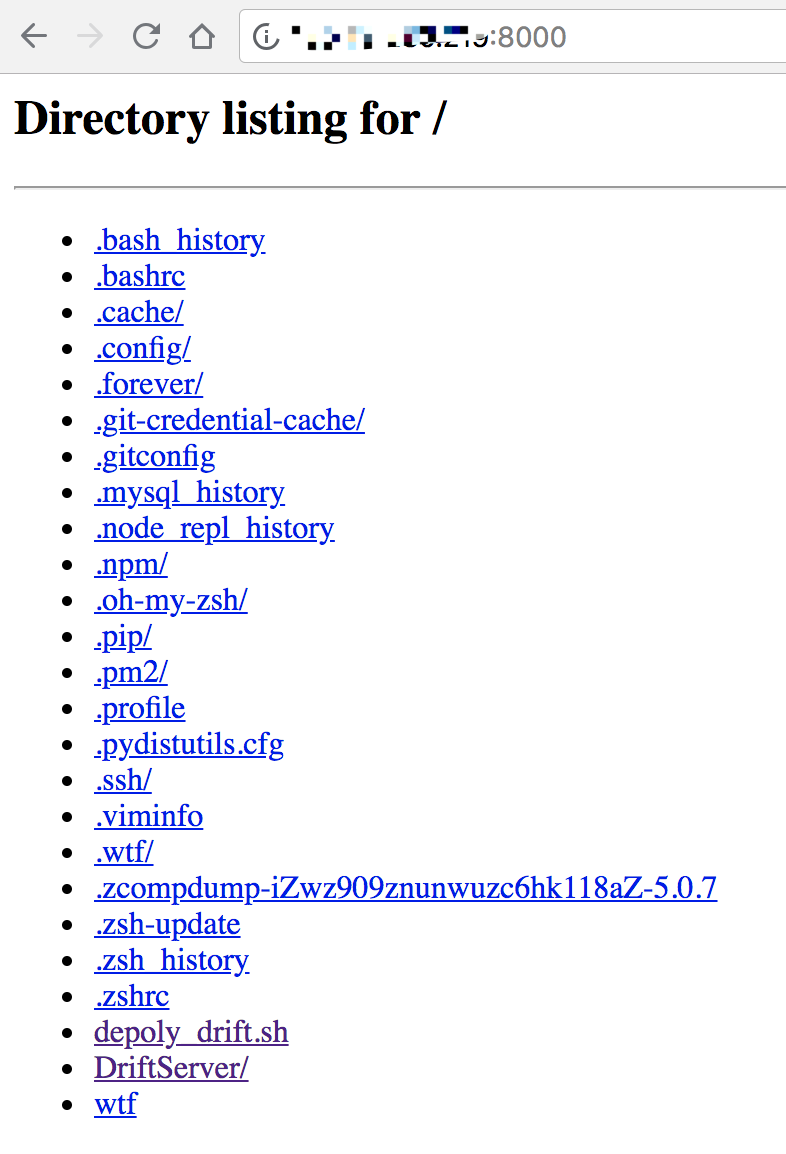 :8000
Directory listing for /
.bash_history
.bashrc
.cache/
.config/
.forever/
.git-credential-cache/
.gitconfig
.mysql_history
.node_repl_history
.npm/
.oh-my-zsh/
.pip/
.pm2/
.profile
.pydistutils.cfg
.ssh/
.viminfo
.wtf/
.zcompdump-iZwz909znunwuzc6hk118aZ-5.0.7
.zsh-update
.zsh_history
.zshrc
depoly_drift.sh
DriftServer/
wtf